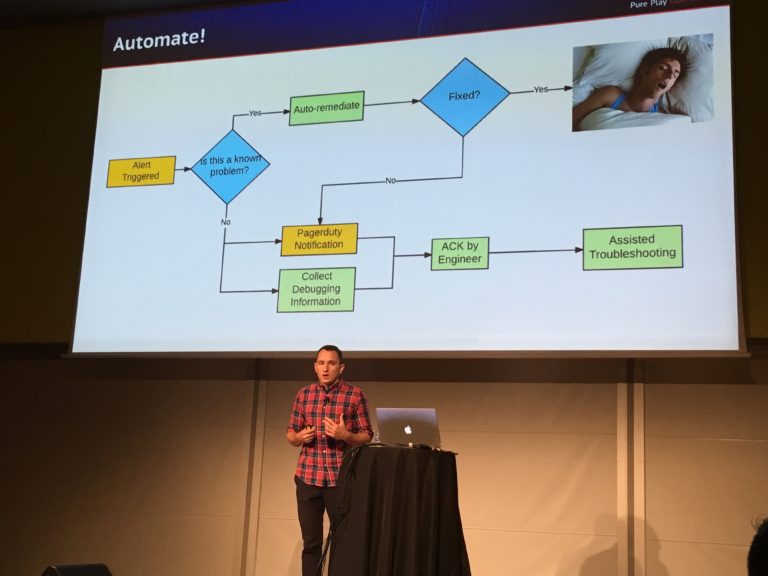 Pure Play
Automate!
Yes
Auto-remediate
Fixed?
Yes
Alert
Triggered
Is this a known
problem?
No
No
Pagerduty
Notification
ACK by
Engineer
Assisted
Troubleshooting
Collect
Debugging
Information